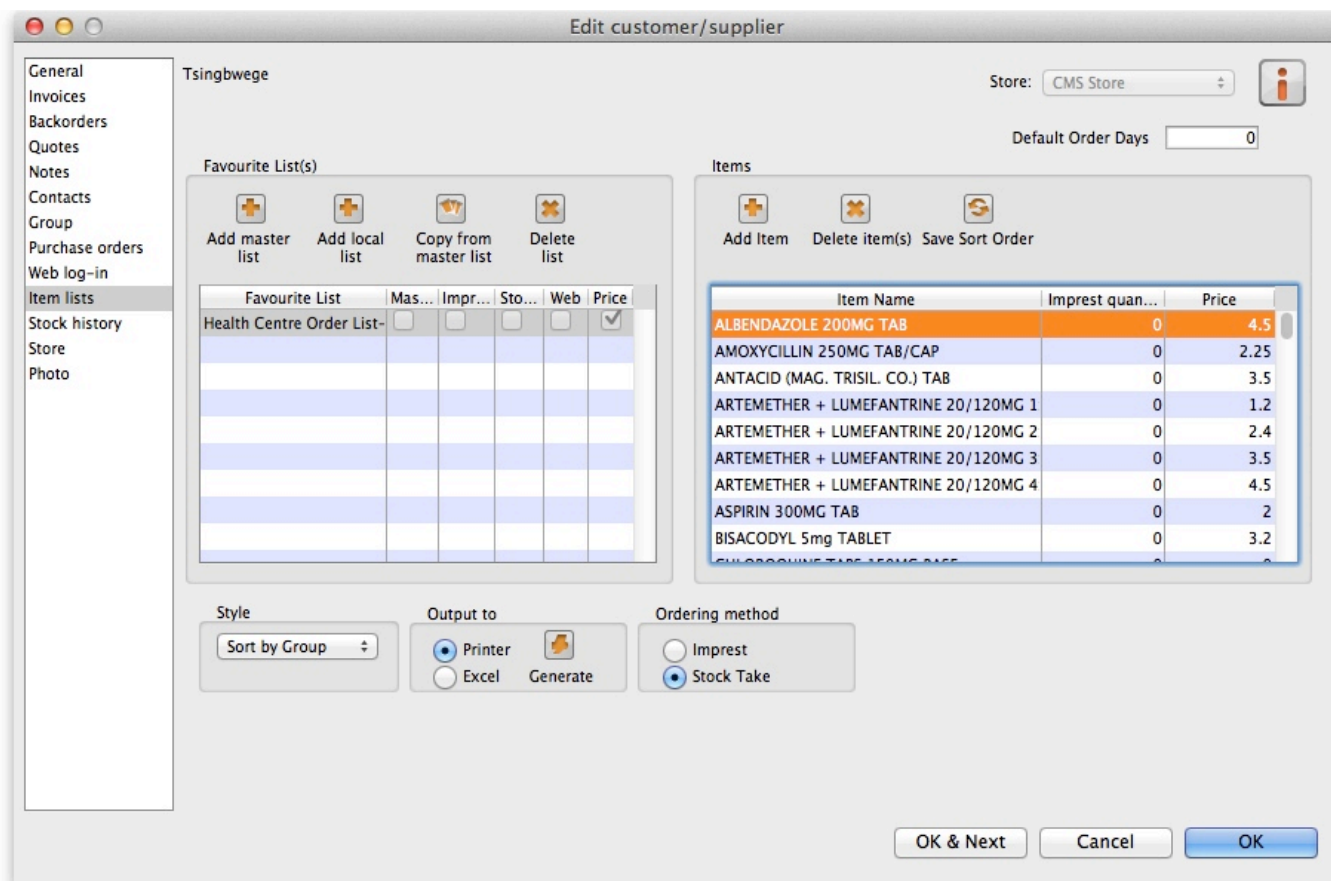 Edit customer/supplier
General
Invoices
Backorders
Quotes
Notes
Contacts
Group
Purchase orders
Web log-in
Item lists
Stock history
Store
Photo
Tsingbwege
Store: CMS Store
Default Order Days 0
Favourite List(s)
Add master list
Add local list
Copy from master list
Delete list
Favourite List Mas... Impr... Sto... Web Price
Health Centre Order List-
Items
Add Item Delete item(s) Save Sort Order
Item Name Imprest quan... Price
ALBENDAZOLE 200MG TAB 0 4.5
AMOXYCILLIN 250MG TAB/CAP 0 2.25
ANTACID (MAG. TRISIL. CO.) TAB 0 3.5
ARTEMETHER + LUMEFANTRINE 20/120MG 1 0 1.2
ARTEMETHER + LUMEFANTRINE 20/120MG 2 0 2.4
ARTEMETHER + LUMEFANTRINE 20/120MG 3 0 3.5
ARTEMETHER + LUMEFANTRINE 20/120MG 4 0 4.5
ASPIRIN 300MG TAB 0 2
BISACODYL 5mg TABLET 0 3.2
Style
Sort by Group
Output to
Printer
Excel
Generate
Ordering method
Imprest
Stock Take
OK & Next Cancel OK